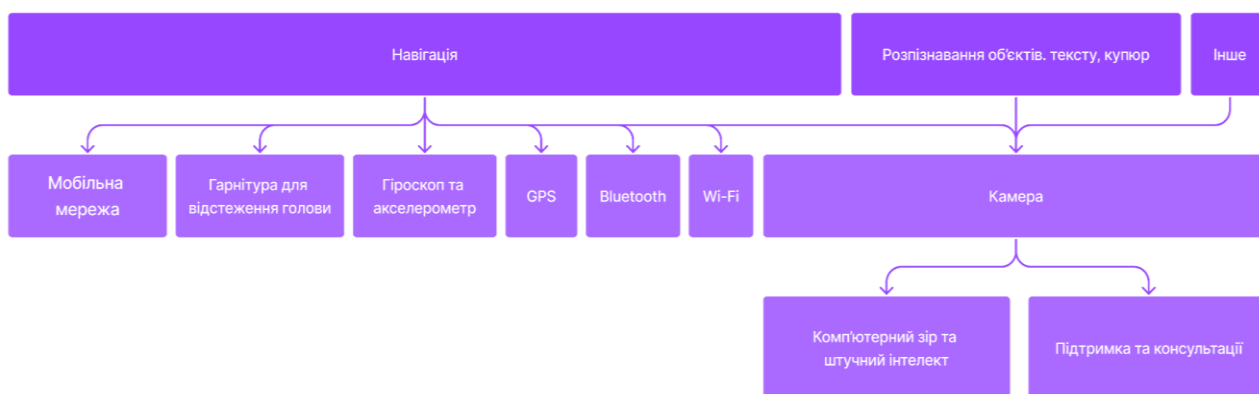 Навігація
Розпізнавання об'єктів. тексту, купюр
Інше
Мобільна
мережа
Гарнітура для
відстеження голови
Гіроскоп та
акселерометр
GPS
Bluetooth
Wi-Fi
Камера
Комп'ютерний зір та
штучний інтелект
Підтримка та консультації